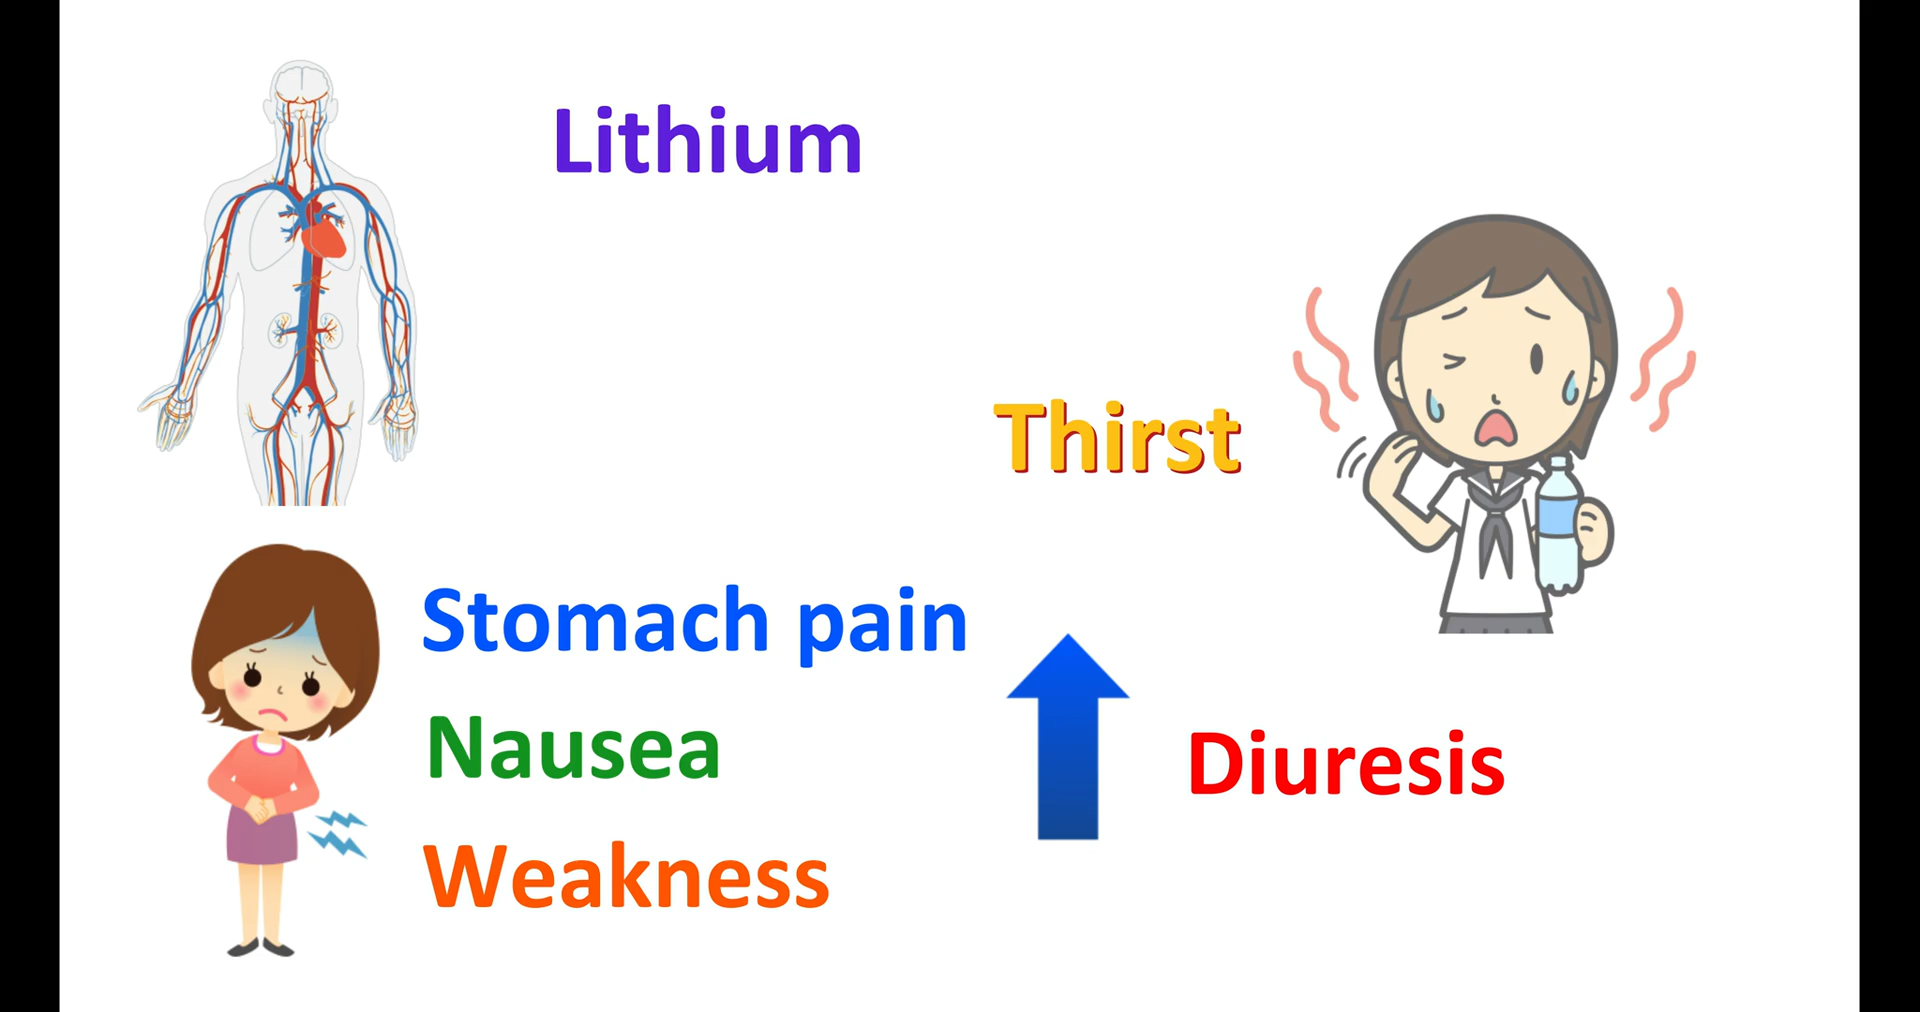 Lithium
Thirst
Stomach pain
Nausea
Weakness
Diuresis